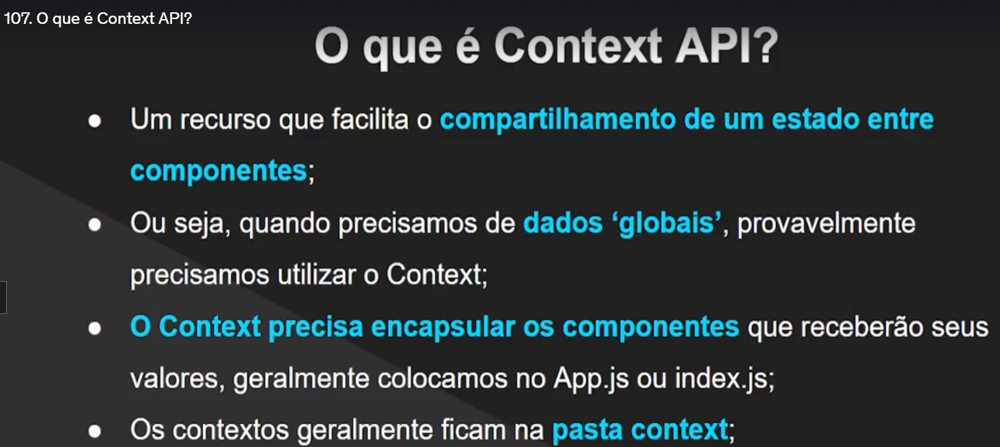 107. O que é Context API?
O que é Context API?
● Um recurso que facilita o compartilhamento de um estado entre
componentes;
● Ou seja, quando precisamos de dados ‘globais’, provavelmente
precisamos utilizar o Context;
● O Context precisa encapsular os componentes que receberão seus
valores, geralmente colocamos no App.js ou index.js;
● Os contextos geralmente ficam na pasta context;